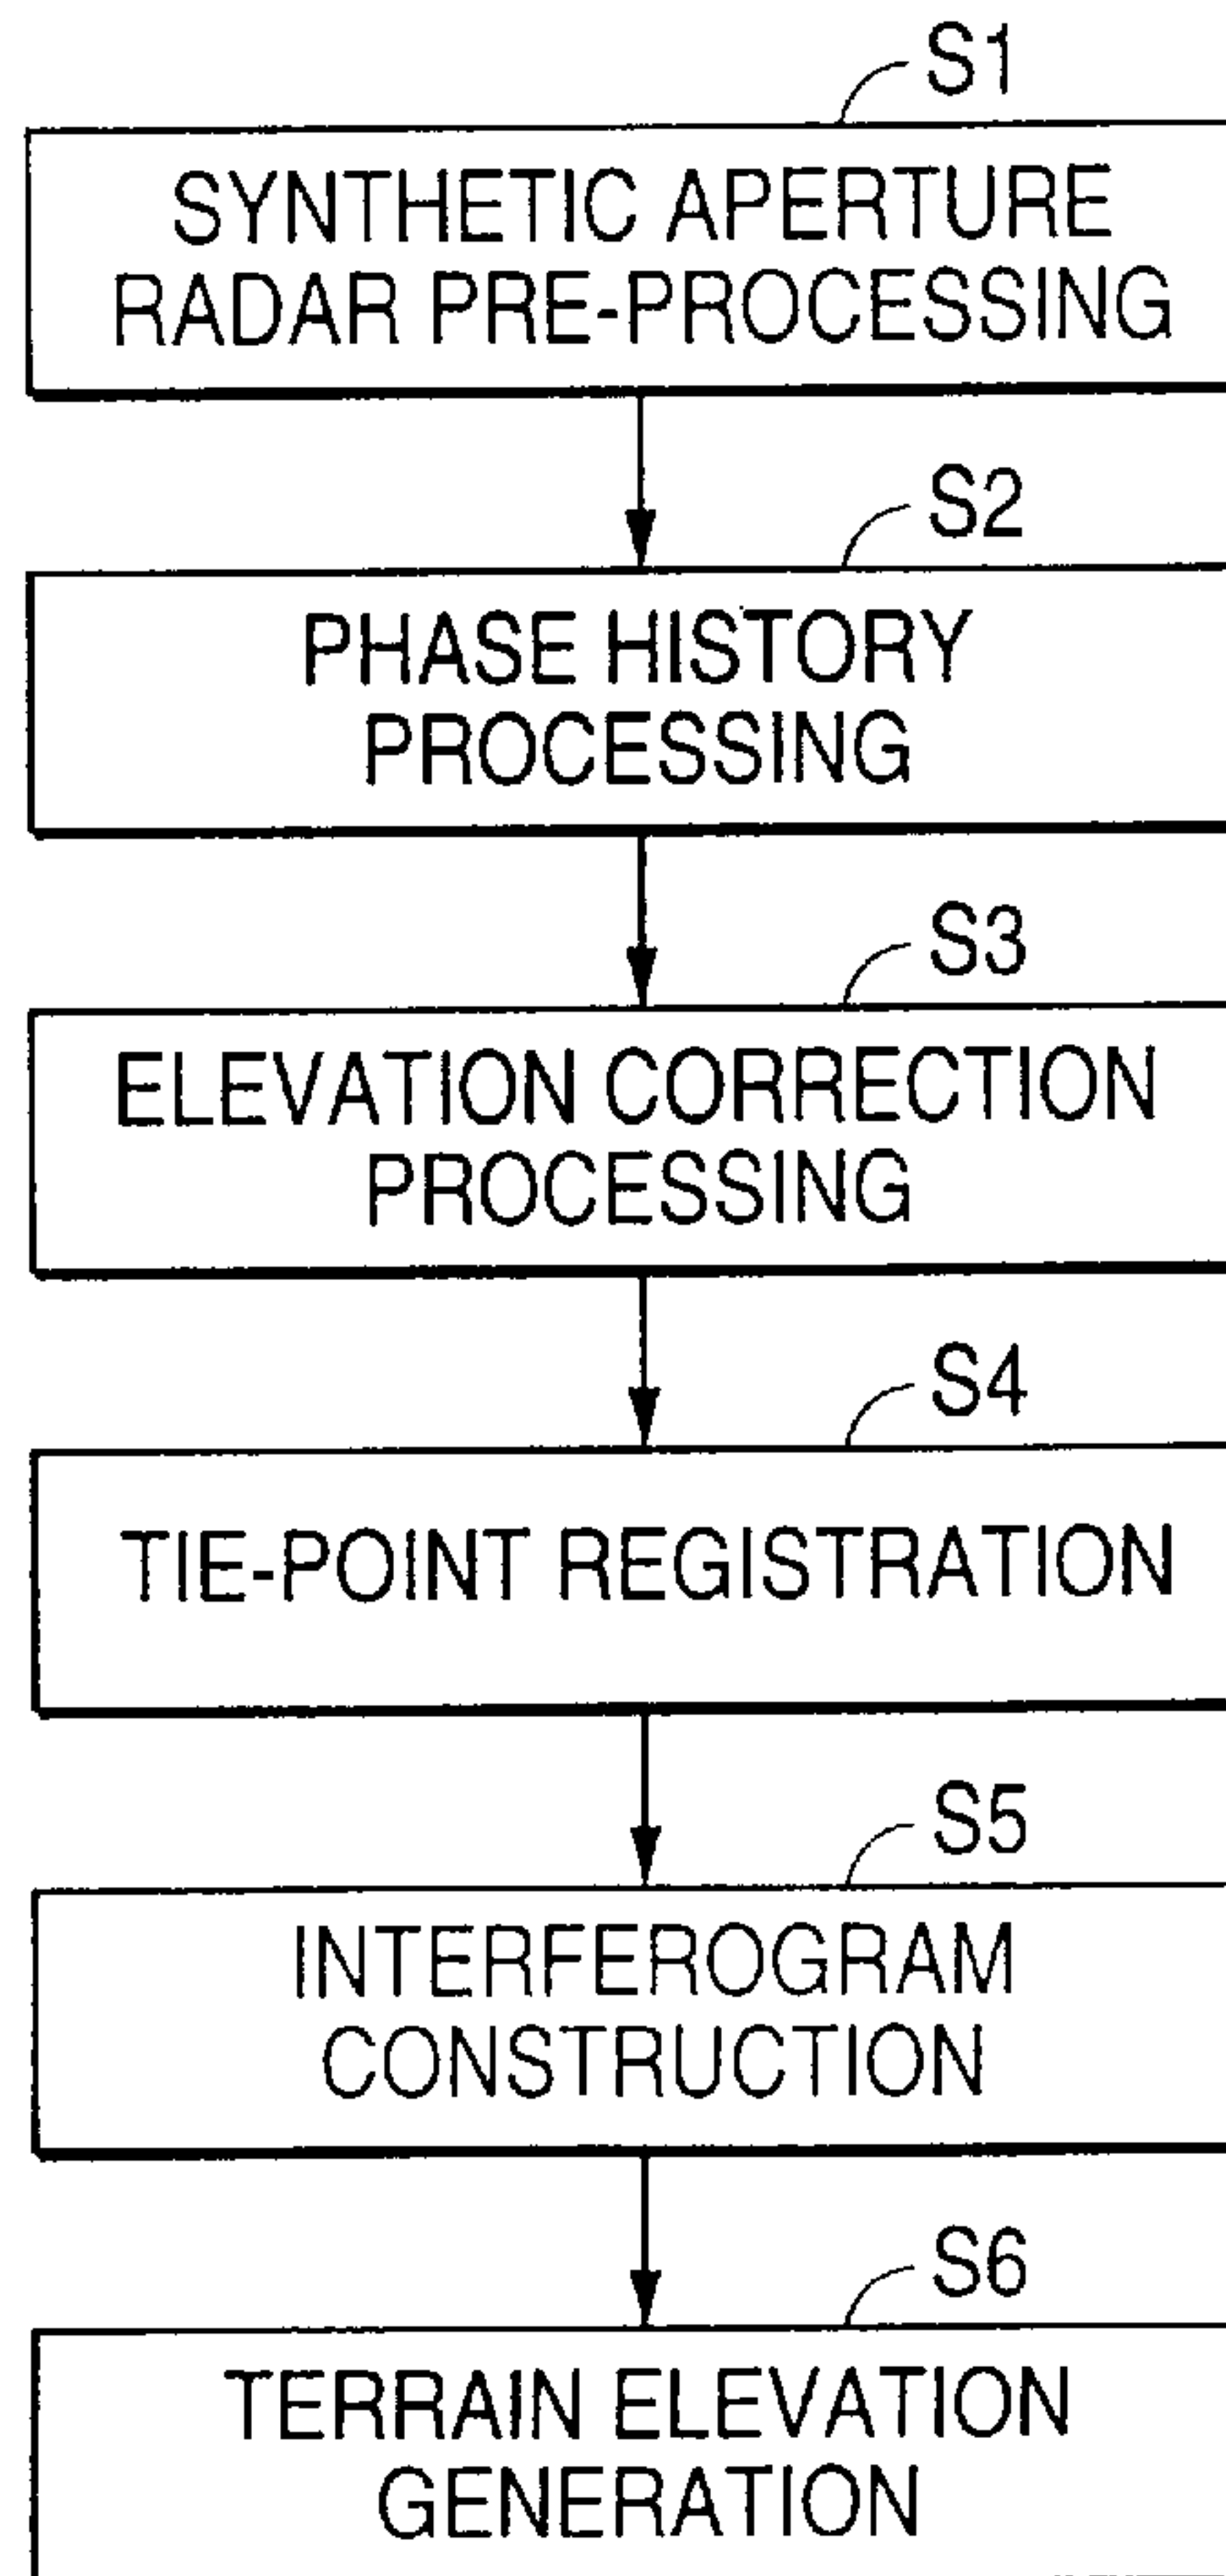 S1
SYNTHETIC APERTURE
RADAR PRE-PROCESSING
S2
PHASE HISTORY
PROCESSING
S3
ELEVATION CORRECTION
PROCESSING
S4
TIE-POINT REGISTRATION
S5
INTERFEROGRAM
CONSTRUCTION
S6
TERRAIN ELEVATION
GENERATION